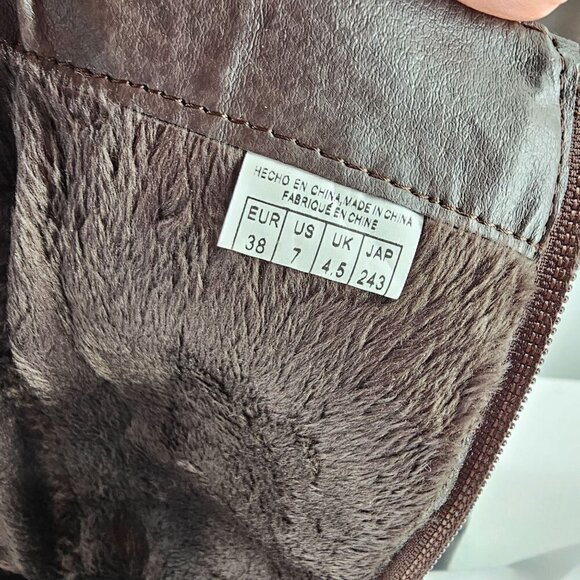 HECHO EN CHINA, MADE IN CHINA
FABRIQUÉ EN CHINE
EUR US UK JAP
38 7 4,5 243